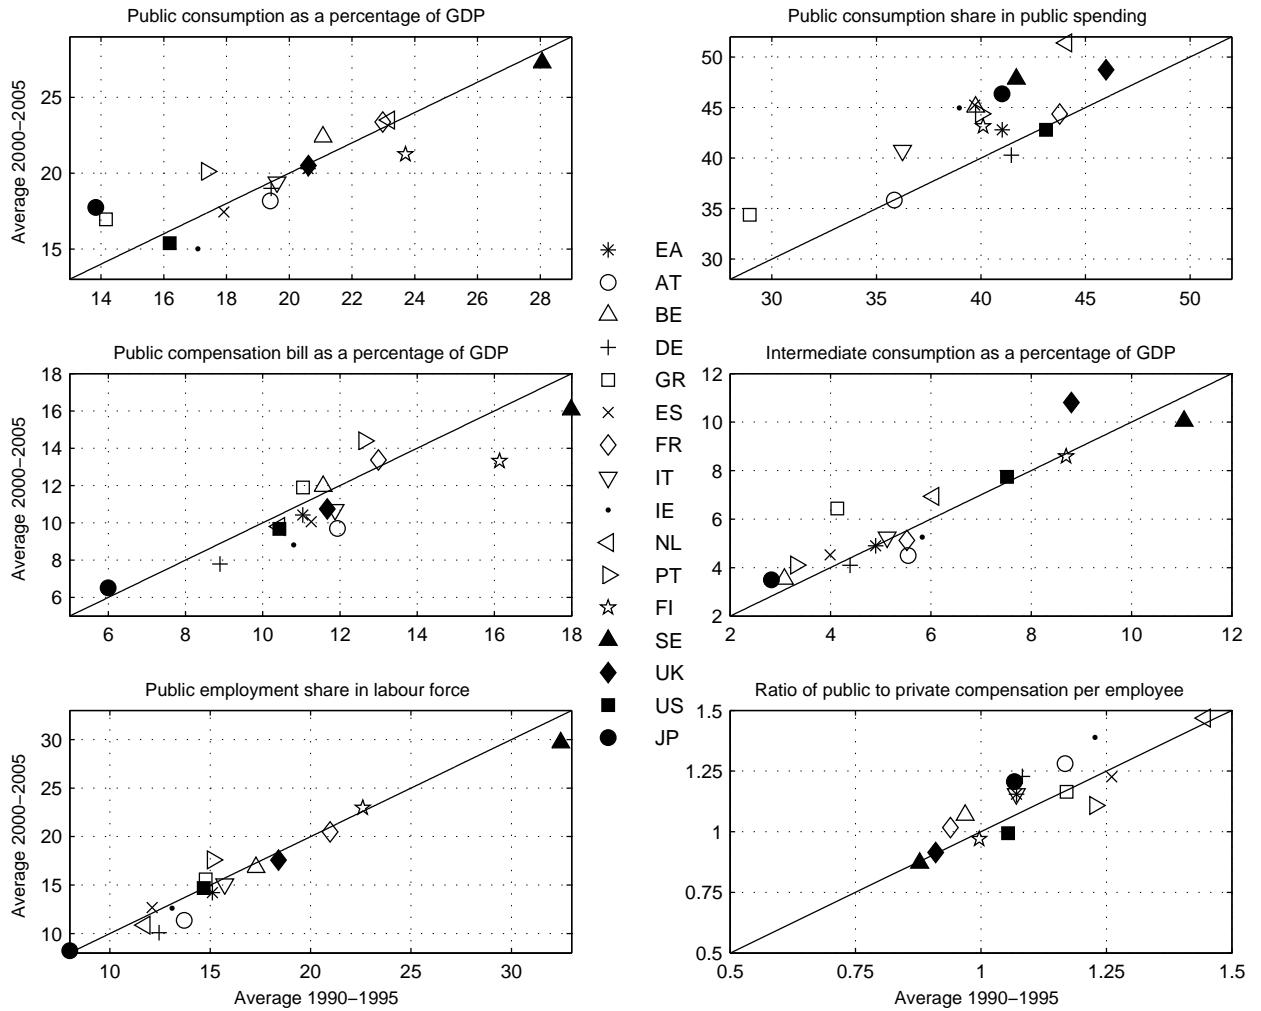 Public consumption as a percentage of GDP
Average 2000–2005
25
20
15
14 16 18 20 22 24 26 28
Public consumption share in public spending
50
45
40
35
30
30 35 40 45 50
Public compensation bill as a percentage of GDP
Average 2000–2005
18
16
14
12
10
8
6
6 8 10 12 14 16 18
Intermediate consumption as a percentage of GDP
12
10
8
6
4
2
2 4 6 8 10 12
Public employment share in labour force
Average 2000–2005
30
25
20
15
10
10 15 20 25 30
Average 1990–1995
Ratio of public to private compensation per employee
1.5
1.25
1
0.75
0.5
0.5 0.75 1 1.25 1.5
Average 1990–1995
EA
AT
BE
DE
GR
ES
FR
IT
IE
NL
PT
FI
SE
UK
US
JP